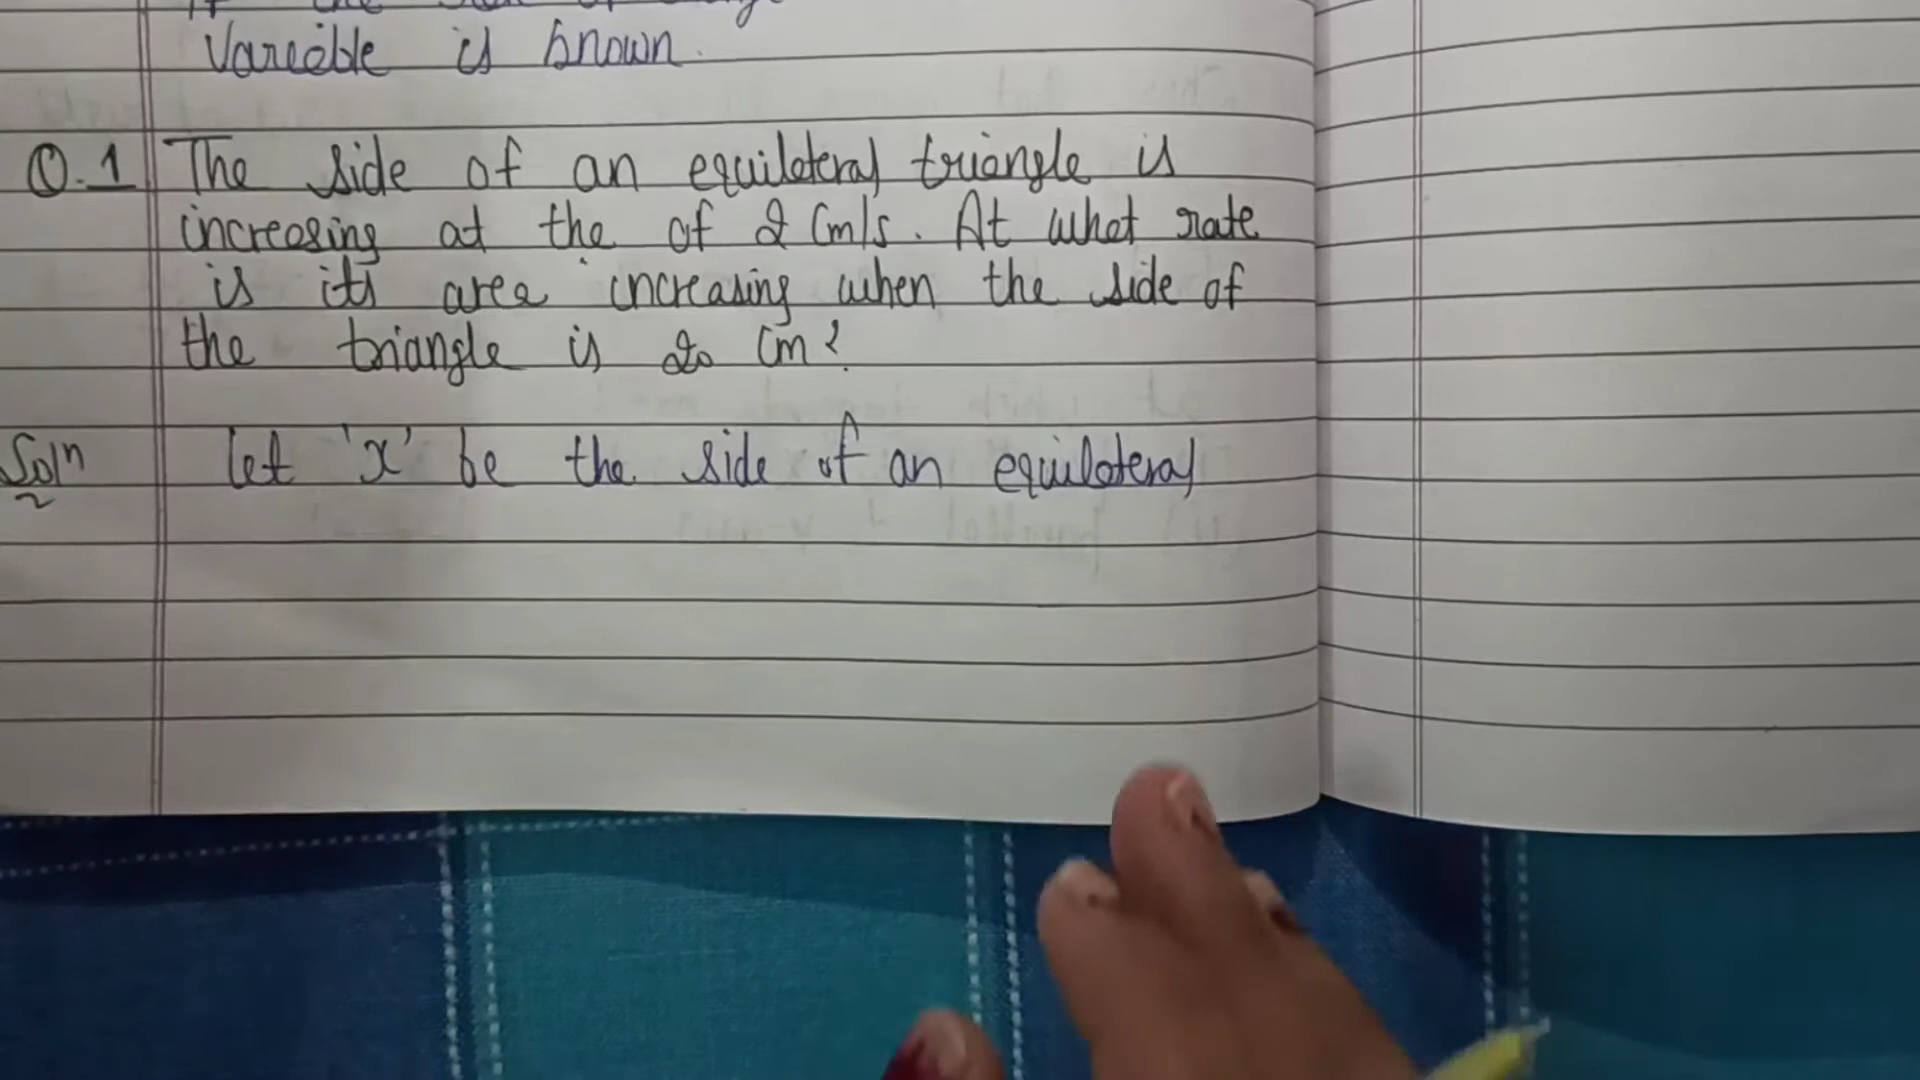 Variable is known.
Q.1 The side of an equilateral triangle is
increasing at the of 2 cm/s. At what rate
is its area increasing when the side of
the triangle is 20 cm?
Soln let 'x' be the side of an equilateral